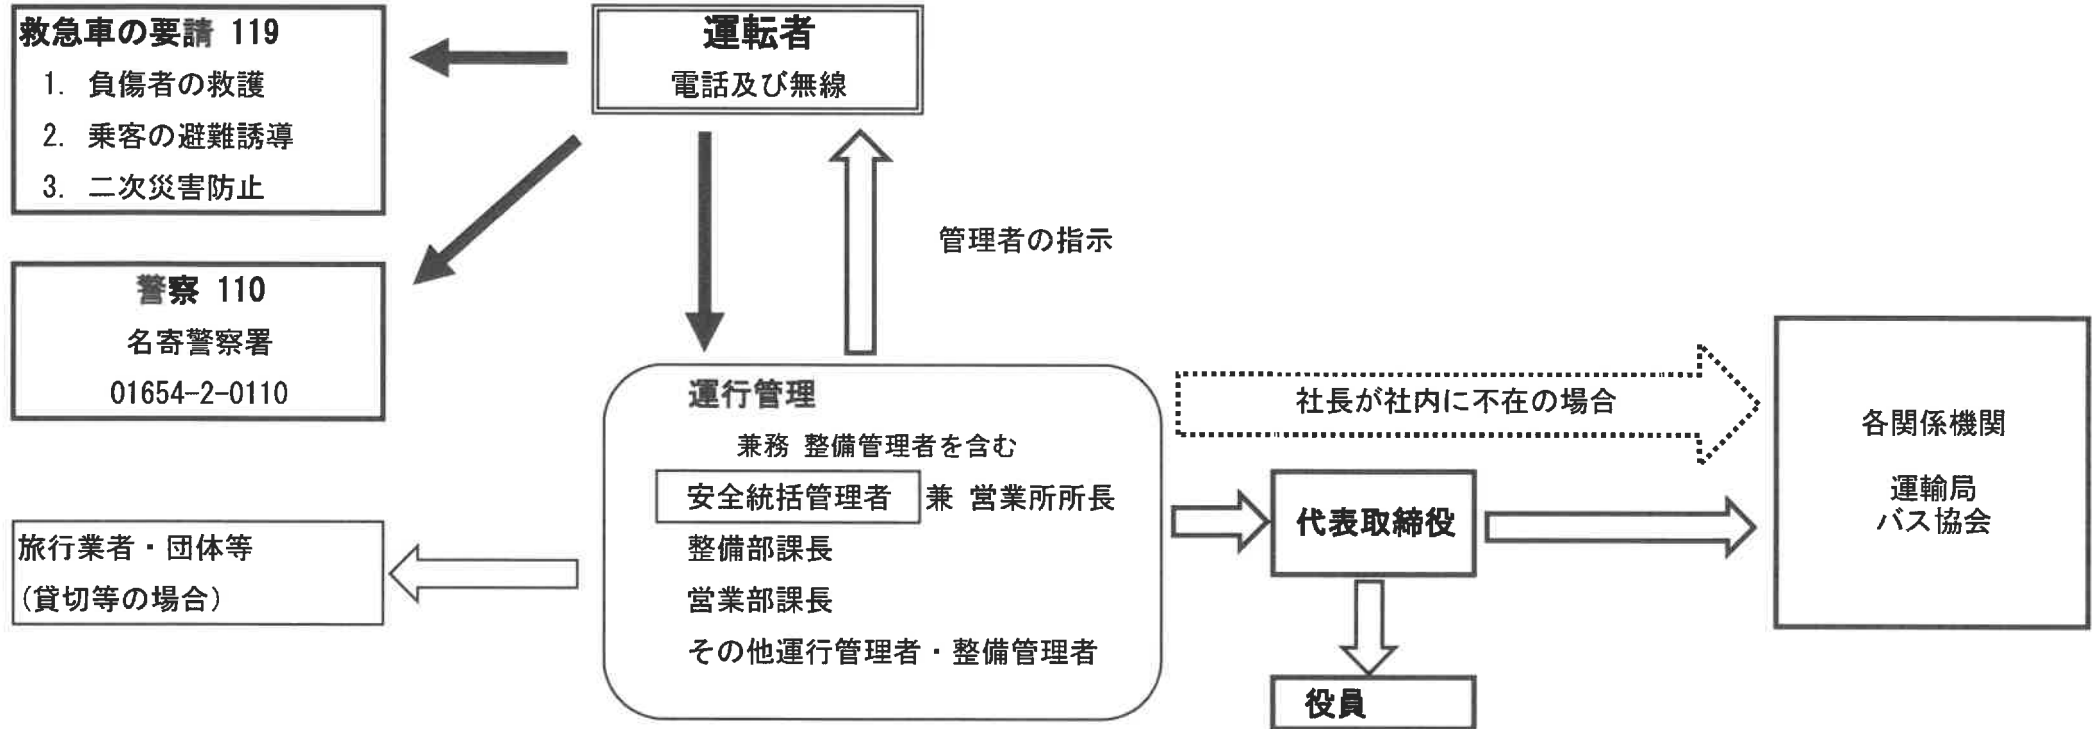 救急車の要請 119
1. 負傷者の救護
2. 乗客の避難誘導
3. 二次災害防止
運転者
電話及び無線
管理者の指示
警察 110
名寄警察署
01654-2-0110
運行管理
兼務 整備管理者を含む
安全統括管理者 兼 営業所所長
整備部課長
営業部課長
その他運行管理者・整備管理者
旅行業者・団体等
(貸切等の場合)
社長が社内に不在の場合
代表取締役
役員
各関係機関
運輸局
バス協会